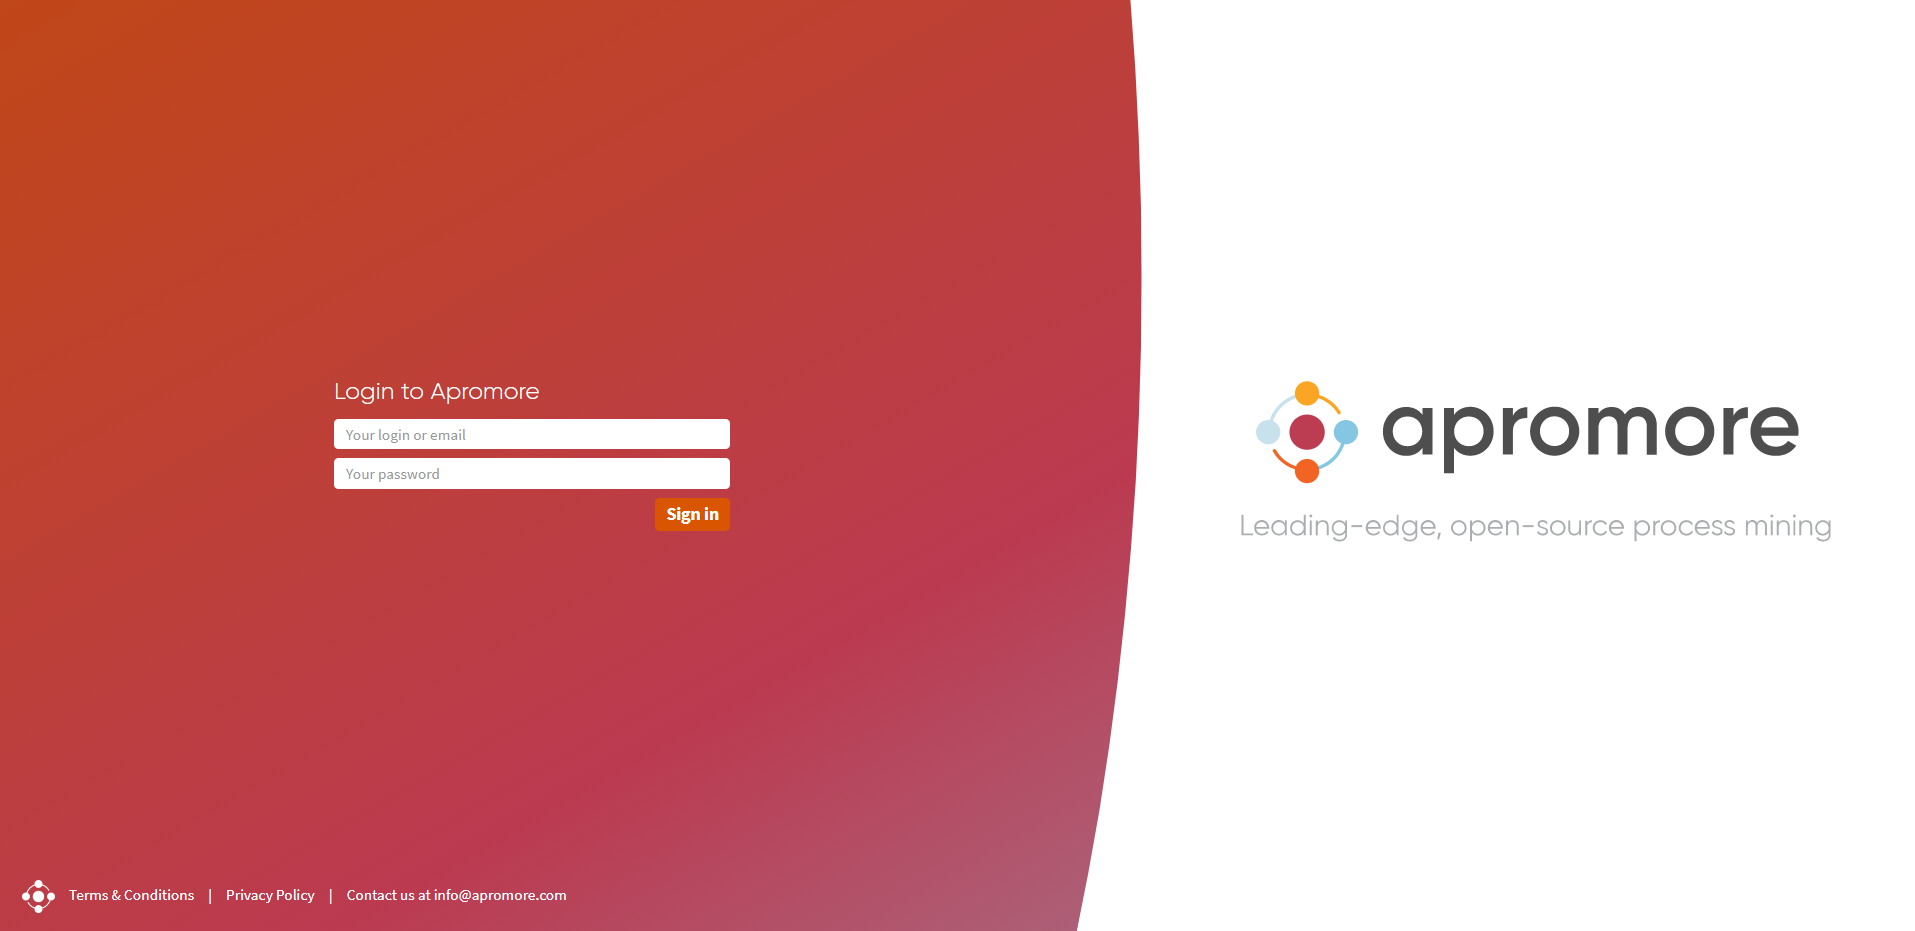 Login to Apromore
Your login or email
Your password
Sign in
apromore
Leading-edge, open-source process mining
Terms & Conditions | Privacy Policy | Contact us at info@apromore.com